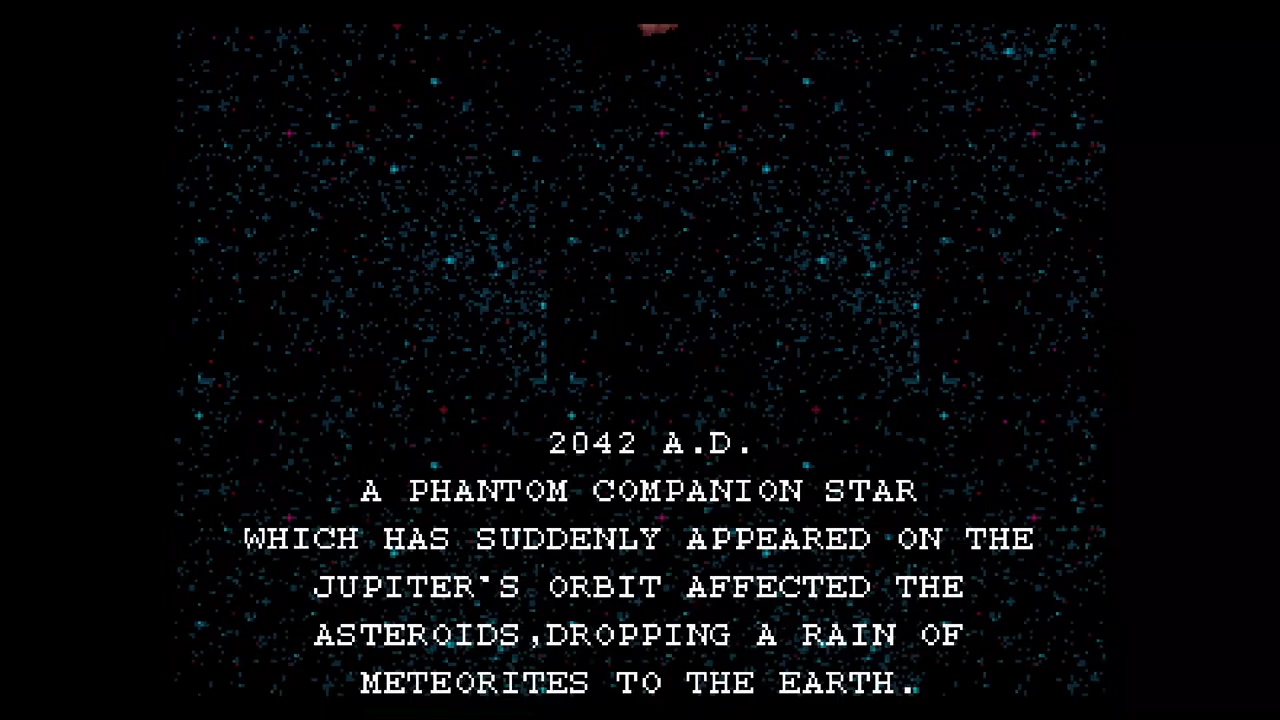 2042 A.D.
A PHANTOM COMPANION STAR
WHICH HAS SUDDENLY APPEARED ON THE
JUPITER'S ORBIT AFFECTED THE
ASTEROIDS,DROPPING A RAIN OF
METEORITES TO THE EARTH.